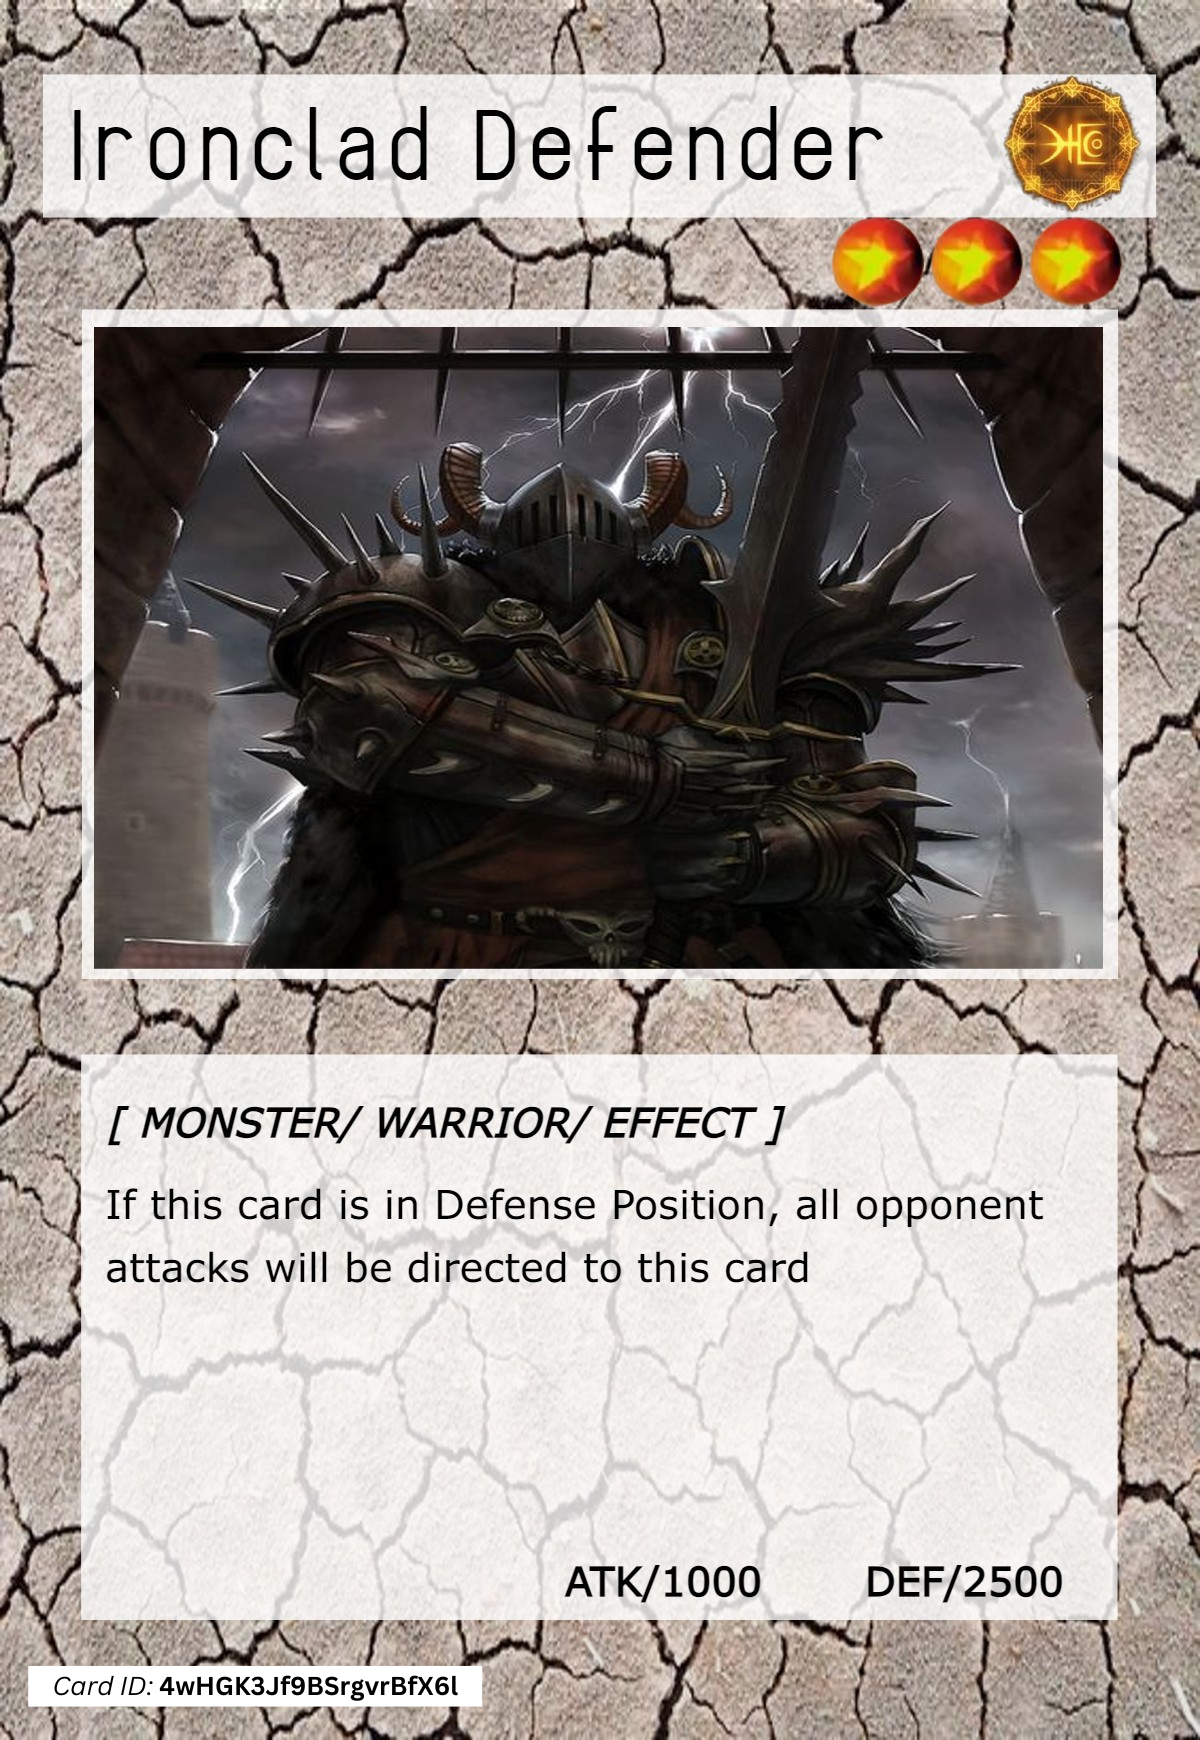 Ironclad Defender
[ MONSTER/ WARRIOR/ EFFECT ]
If this card is in Defense Position, all opponent
attacks will be directed to this card
ATK/1000 DEF/2500
Card ID: 4wHGK3Jf9BSrgvrBfX6l